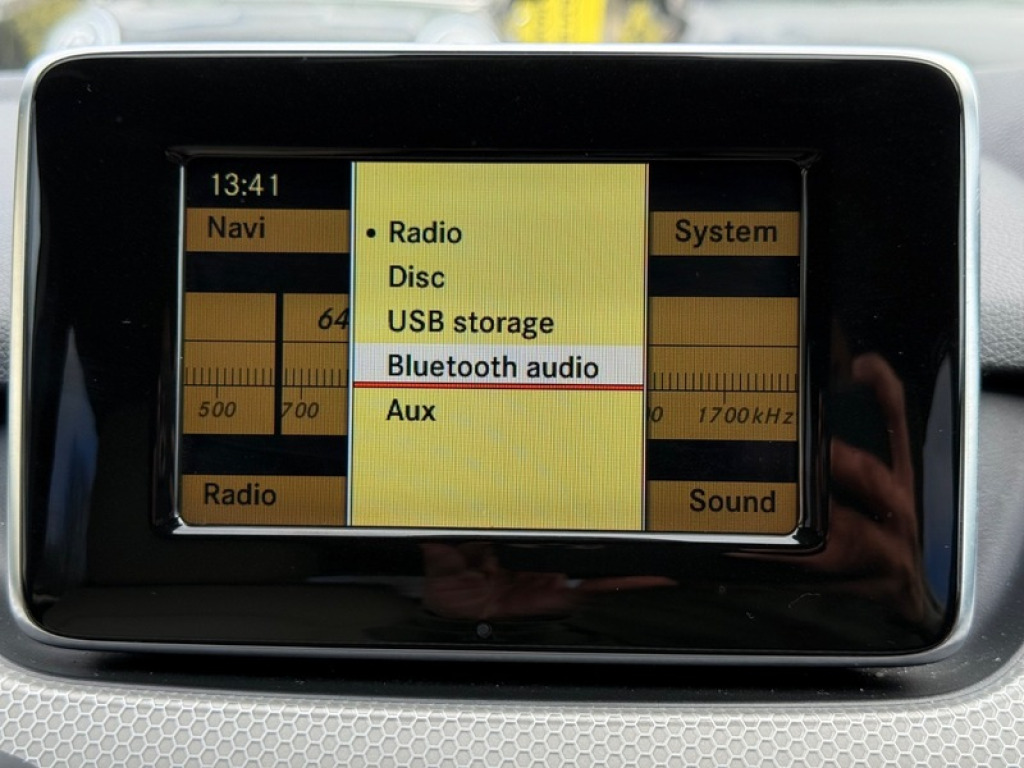 13:41
Navi
System
• Radio
Disc
USB storage
Bluetooth audio
Aux
64
500 700
1700kHz
Radio
Sound